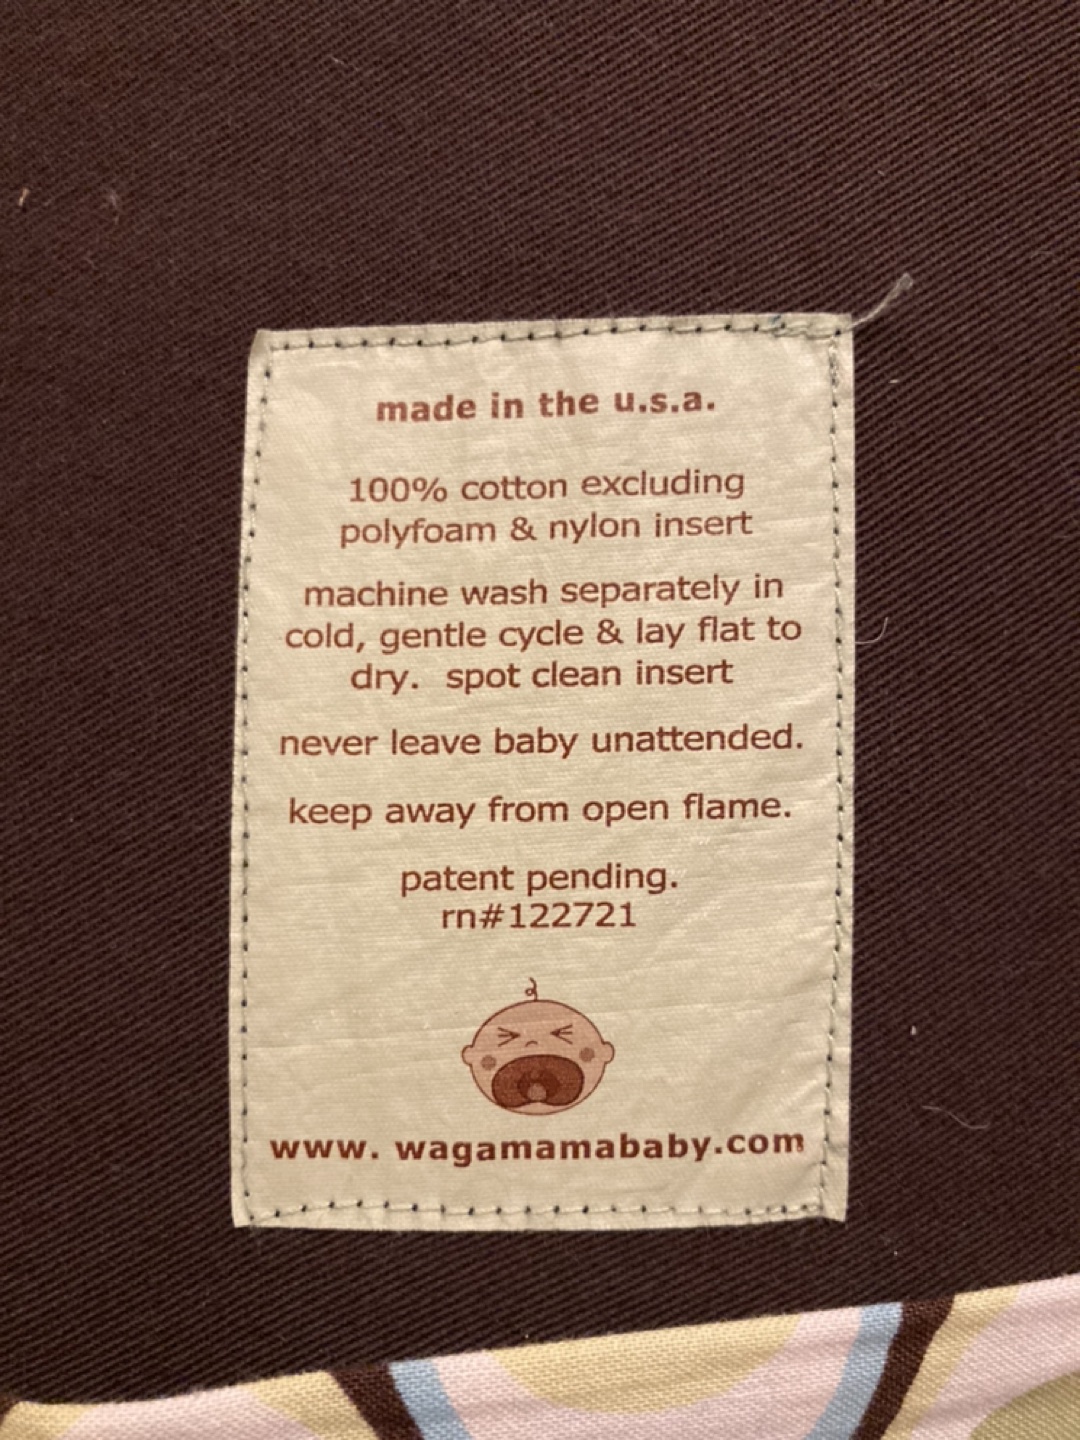 made in the u.s.a.
100% cotton excluding
polyfoam & nylon insert
machine wash separately in
cold, gentle cycle & lay flat to
dry.  spot clean insert
never leave baby unattended.
keep away from open flame.
patent pending.
rn#122721
www. wagamamababy.com